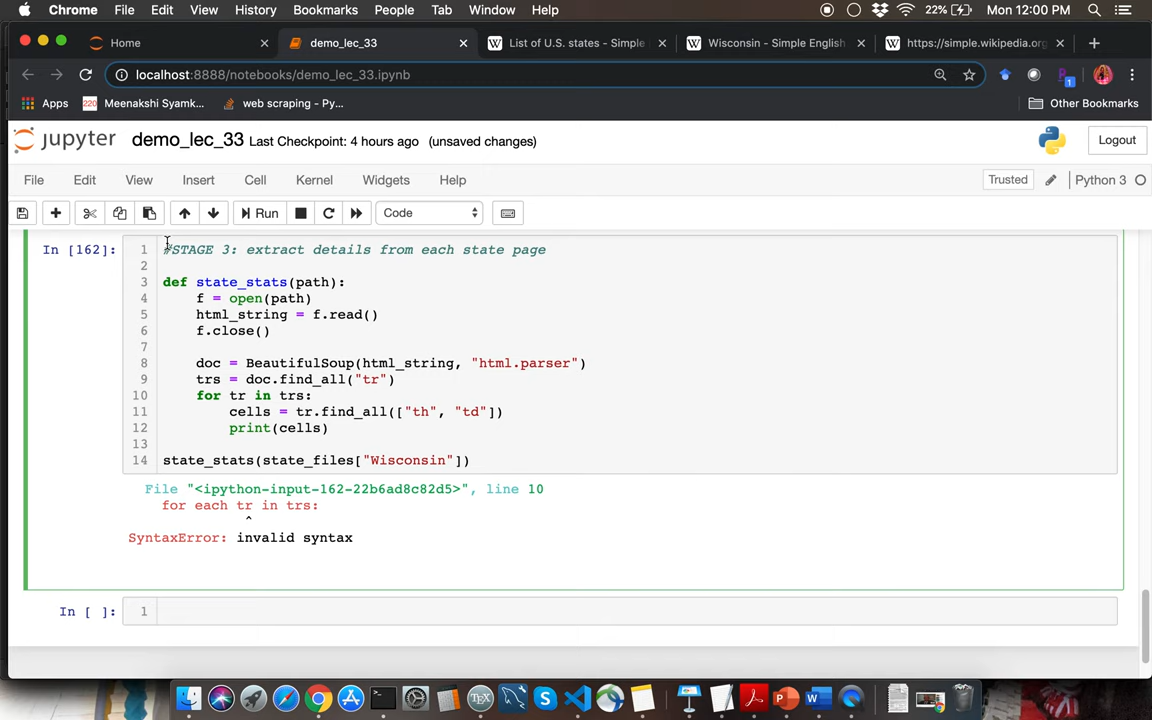 Chrome File Edit View History Bookmarks People Tab Window Help 22% Mon 12:00 PM
Home demo_lec_33 List of U.S. states - Simple Wisconsin - Simple English https://simple.wikipedia.org
localhost:8888/notebooks/demo_lec_33.ipynb
Apps 220 Meenakshi Syamk... web scraping - Py... Other Bookmarks
jupyter demo_lec_33 Last Checkpoint: 4 hours ago (unsaved changes) Logout
File Edit View Insert Cell Kernel Widgets Help Trusted Python 3
Run Code
In [162]: 1 #STAGE 3: extract details from each state page
2
3 def state_stats(path):
4 f = open(path)
5 html_string = f.read()
6 f.close()
7
8 doc = BeautifulSoup(html_string, "html.parser")
9 trs = doc.find_all("tr")
10 for tr in trs:
11 cells = tr.find_all(["th", "td"])
12 print(cells)
13
14 state_stats(state_files["Wisconsin"])
File "<ipython-input-162-22b6ad8c82d5>", line 10
for each tr in trs:
^
SyntaxError: invalid syntax
In [ ]: 1